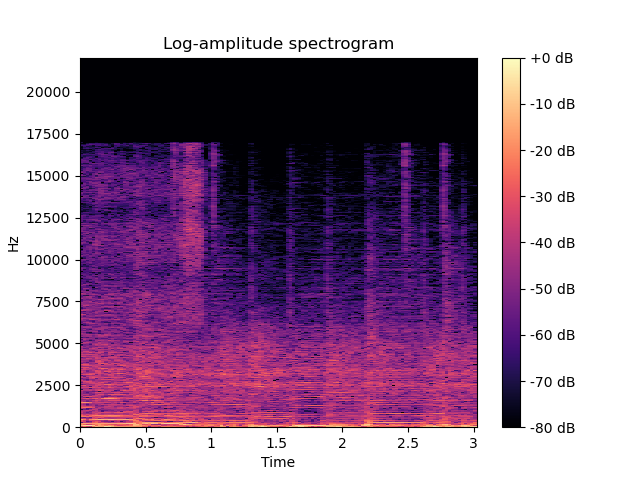 Log-amplitude spectrogram
+0 dB
20000
-10 dB
17500
-20 dB
15000
-30 dB
12500
Hz
-40 dB
10000
-50 dB
7500
-60 dB
5000
-70 dB
2500
0
-80 dB
0 0.5 1 1.5 2 2.5 3
Time